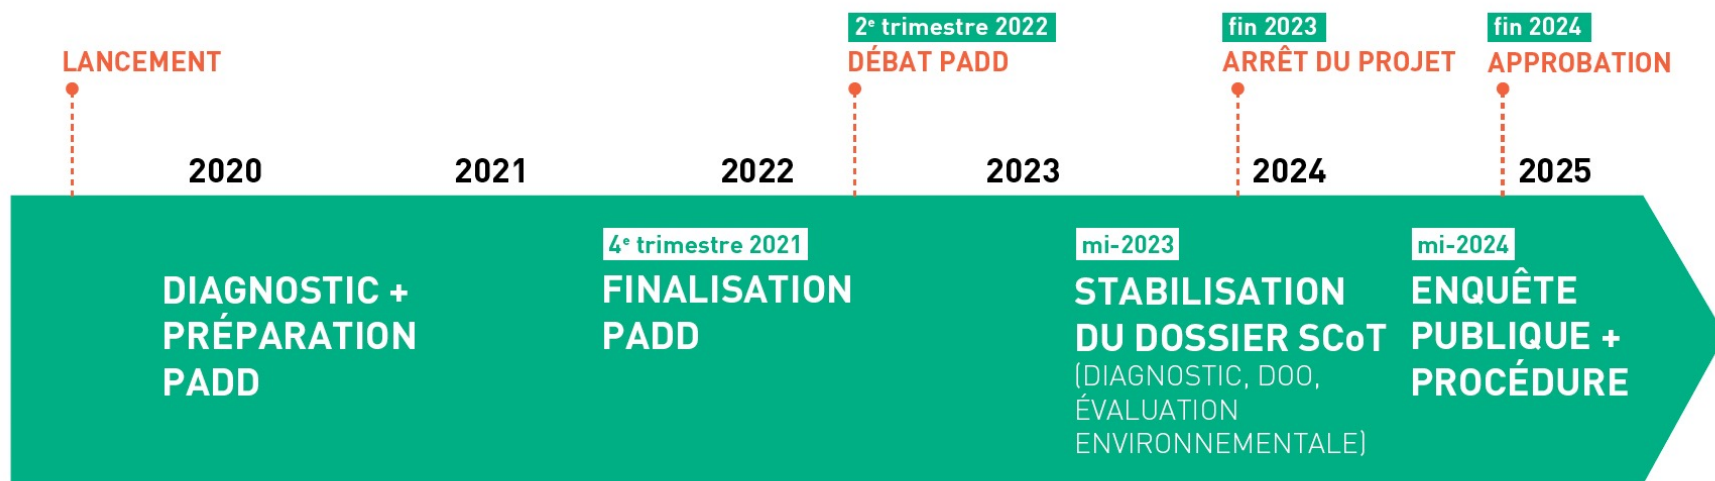 2e trimestre 2022
fin 2023
fin 2024
LANCEMENT
DÉBAT PADD
ARRÊT DU PROJET
APPROBATION
2020
2021
2022
2023
2024
2025
DIAGNOSTIC +
PRÉPARATION
PADD
4e trimestre 2021
FINALISATION
PADD
mi-2023
STABILISATION
DU DOSSIER SCoT
(DIAGNOSTIC, DOO,
ÉVALUATION
ENVIRONNEMENTALE)
mi-2024
ENQUÊTE
PUBLIQUE +
PROCÉDURE